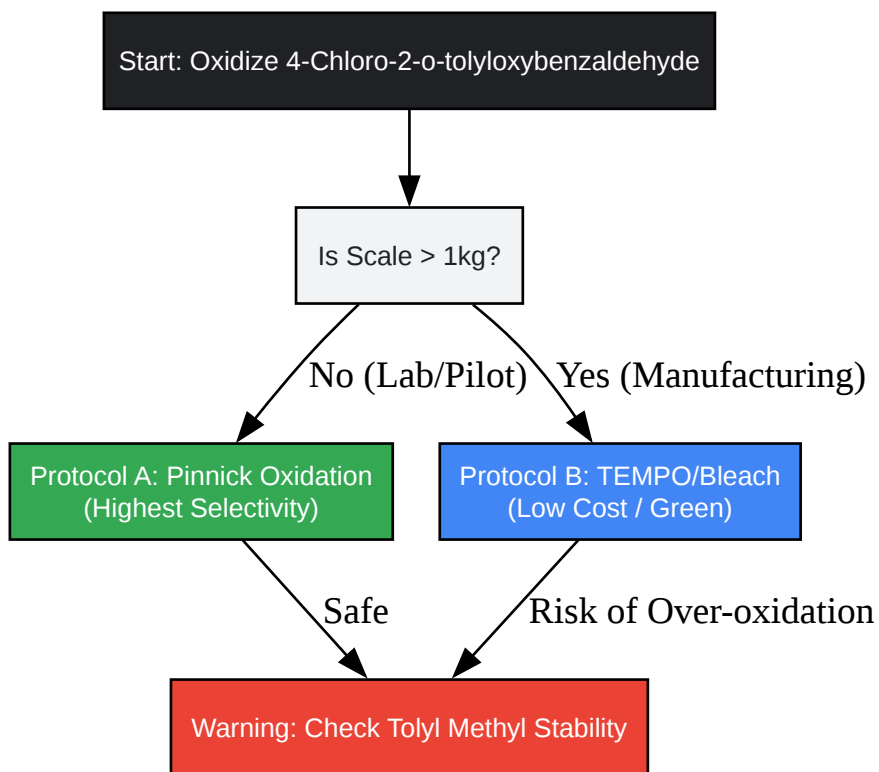 Start: Oxidize 4-Chloro-2-o-tolyloxybenzaldehyde
Is Scale > 1kg?
No (Lab/Pilot)
Yes (Manufacturing)
Protocol A: Pinnick Oxidation
(Highest Selectivity)
Protocol B: TEMPO/Bleach
(Low Cost / Green)
Safe
Risk of Over-oxidation
Warning: Check Tolyl Methyl Stability